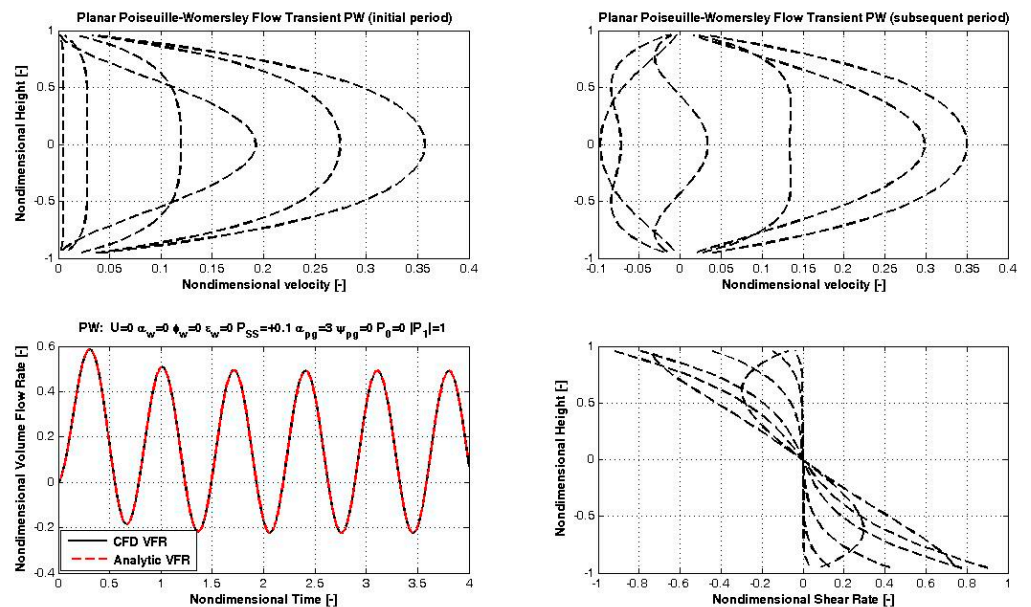 Planar Poiseuille-Womersley Flow Transient PW (initial period)
1
0.5
0
-0.5
-1
Nondimensional Height [-]
0 0.05 0.1 0.15 0.2 0.25 0.3 0.35 0.4
Nondimensional velocity [-]
Planar Poiseuille-Womersley Flow Transient PW (subsequent period)
1
0.5
0
-0.5
-1
Nondimensional Height [-]
-0.1 -0.05 0 0.05 0.1 0.15 0.2 0.25 0.3 0.35 0.4
Nondimensional velocity [-]
PW: U=0 α_w=0 ϕ_w=0 ε_w=0 P_SS=+0.1 α_pg=3 ψ_pg=0 P_0=0 |P_1|=1
0.6
0.4
0.2
0
-0.2
-0.4
Nondimensional Volume Flow Rate [-]
CFD VFR
Analytic VFR
0 0.5 1 1.5 2 2.5 3 3.5 4
Nondimensional Time [-]
1
0.5
0
-0.5
-1
Nondimensional Height [-]
-1 -0.8 -0.6 -0.4 -0.2 0 0.2 0.4 0.6 0.8 1
Nondimensional Shear Rate [-]